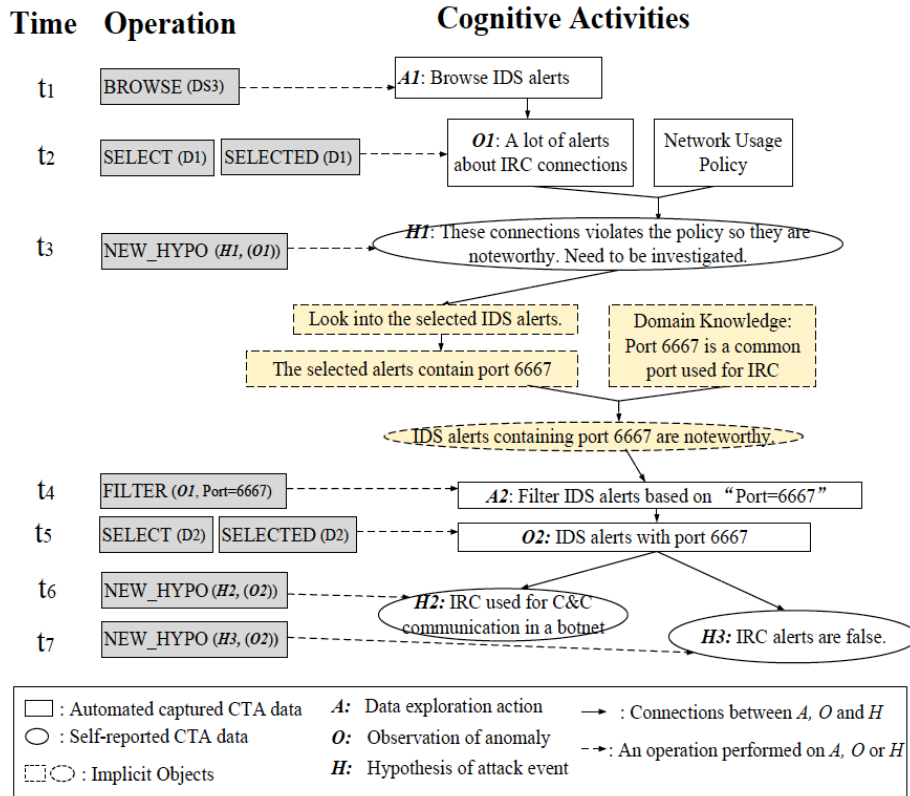 Time Operation Cognitive Activities
t1 BROWSE (DS3) A1: Browse IDS alerts
t2 SELECT (D1) SELECTED (D1) O1: A lot of alerts
about IRC connections
Network Usage
Policy
t3 NEW_HYPO (H1, (O1)) H1: These connections violates the policy so they are
noteworthy. Need to be investigated.
Look into the selected IDS alerts.
The selected alerts contain port 6667
Domain Knowledge:
Port 6667 is a common
port used for IRC
IDS alerts containing port 6667 are noteworthy.
t4 FILTER (O1, Port=6667) A2: Filter IDS alerts based on “Port=6667”
t5 SELECT (D2) SELECTED (D2) O2: IDS alerts with port 6667
t6 NEW_HYPO (H2, (O2)) H2: IRC used for C&C
communication in a botnet
t7 NEW_HYPO (H3, (O2)) H3: IRC alerts are false.
: Automated captured CTA data
: Self-reported CTA data
: Implicit Objects
A: Data exploration action
O: Observation of anomaly
H: Hypothesis of attack event
: Connections between A, O and H
: An operation performed on A, O or H